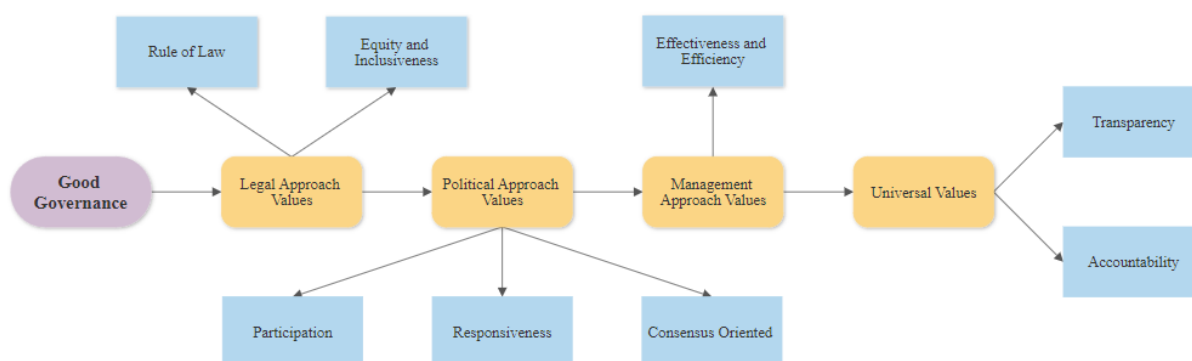 Rule of Law
Equity and
Inclusiveness
Effectiveness and
Efficiency
Transparency
Good
Governance
Legal Approach
Values
Political Approach
Values
Management
Approach Values
Universal Values
Accountability
Participation
Responsiveness
Consensus Oriented